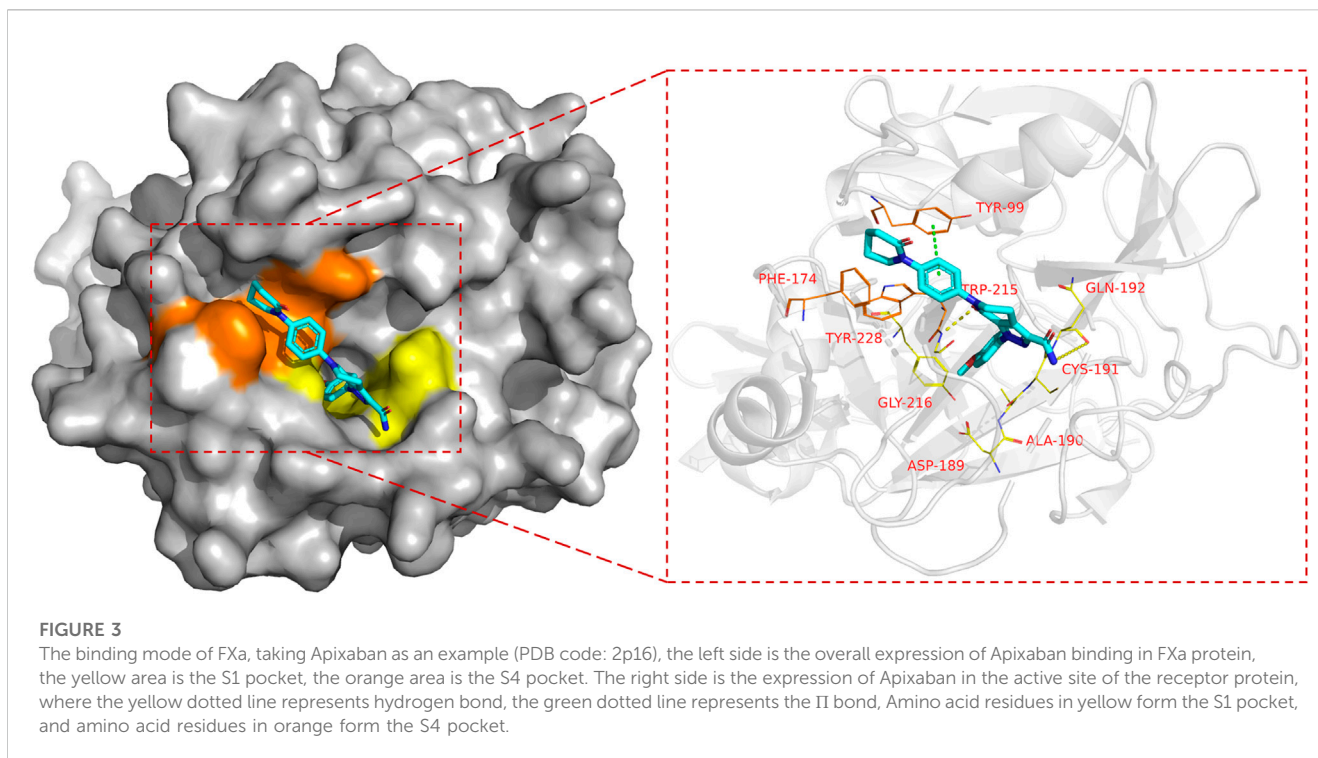 TYR-99
PHE-174
TRP-215
GLN-192
TYR-228
CYS-191
GLY-216
ALA-190
ASP-189
FIGURE 3
The binding mode of FXa, taking Apixaban as an example (PDB code: 2p16), the left side is the overall expression of Apixaban binding in FXa protein,
the yellow area is the S1 pocket, the orange area is the S4 pocket. The right side is the expression of Apixaban in the active site of the receptor protein,
where the yellow dotted line represents hydrogen bond, the green dotted line represents the Π bond, Amino acid residues in yellow form the S1 pocket,
and amino acid residues in orange form the S4 pocket.